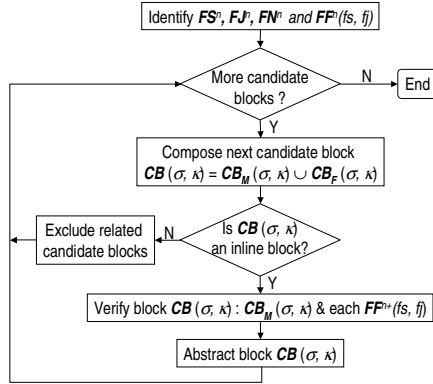 Identify FSⁿ, FJⁿ, FNⁿ and FFⁿ(fs, fj)
More candidate
blocks ?
N
End
Y
Compose next candidate block
CB (σ, κ) = CB_M (σ, κ) ∪ CB_F (σ, κ)
Is CB (σ, κ)
an inline block?
N
Exclude related
candidate blocks
Y
Verify block CB (σ, κ) : CB_M (σ, κ) & each FFⁿ⁺(fs, fj)
Abstract block CB (σ, κ)